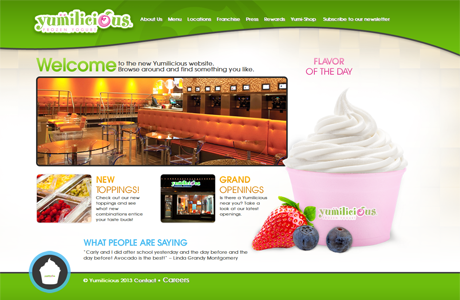 yumilicious.
FROZEN YOGURT
About Us Menu Locations Franchise Press Rewards Yumi-Shop Subscribe to our newsletter
Welcome to the new Yumilicious website.
Browse around and find something you like.
FLAVOR
OF THE DAY
NEW
TOPPINGS!
Check out our new
toppings and see
what new
combinations entice
your taste buds!
yumilicious
GRAND
OPENINGS
Is there a Yumilicious
near you? Take a
look at our latest
openings.
yumilicious
WHAT PEOPLE ARE SAYING
"Carly and I did after school yesterday and the day before and the
day before! Avocado is the best!" – Linda Grandy Montgomery
© Yumilicious 2013 Contact • Careers